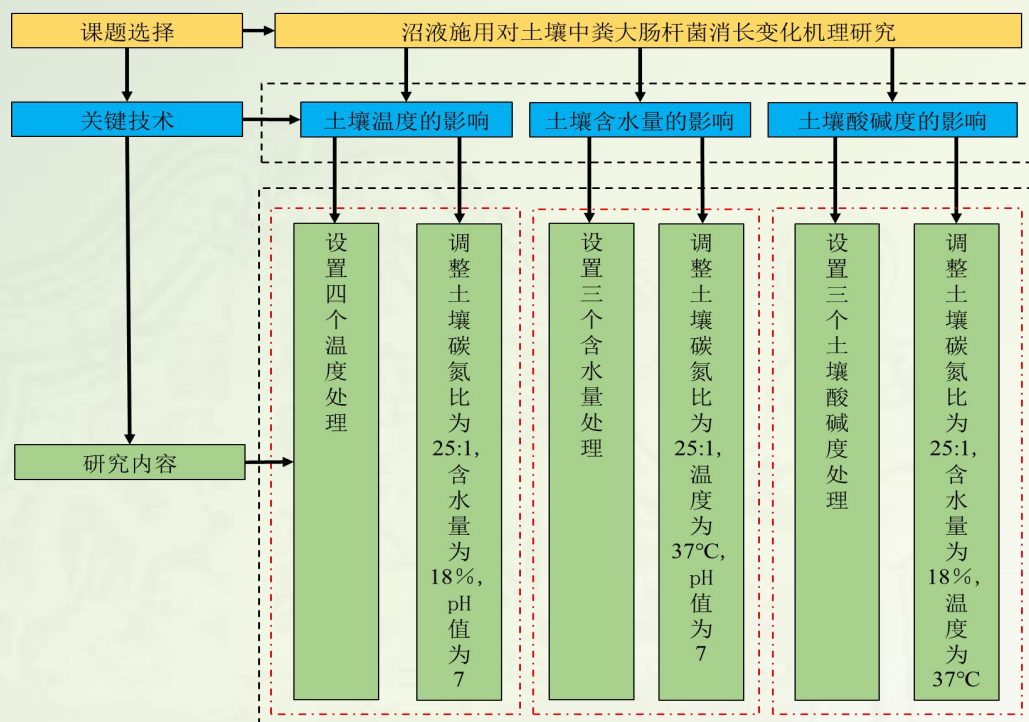 课题选择
沼液施用对土壤中粪大肠杆菌消长变化机理研究
关键技术
土壤温度的影响
土壤含水量的影响
土壤酸碱度的影响
研究内容
设置四个温度处理
调整土壤碳氮比为25:1,含水量为18%,pH值为7
设置三个含水量处理
调整土壤碳氮比为25:1,温度为37℃,pH值为7
设置三个土壤酸碱度处理
调整土壤碳氮比为25:1,含水量为18%,温度为37℃